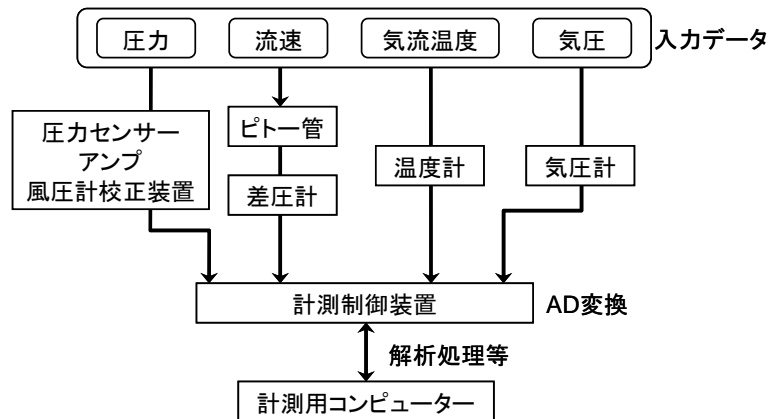 圧力
流速
気流温度
気圧
入力データ
圧力センサー
アンプ
風圧計校正装置
ピトー管
差圧計
温度計
気圧計
計測制御装置
AD変換
解析処理等
計測用コンピューター